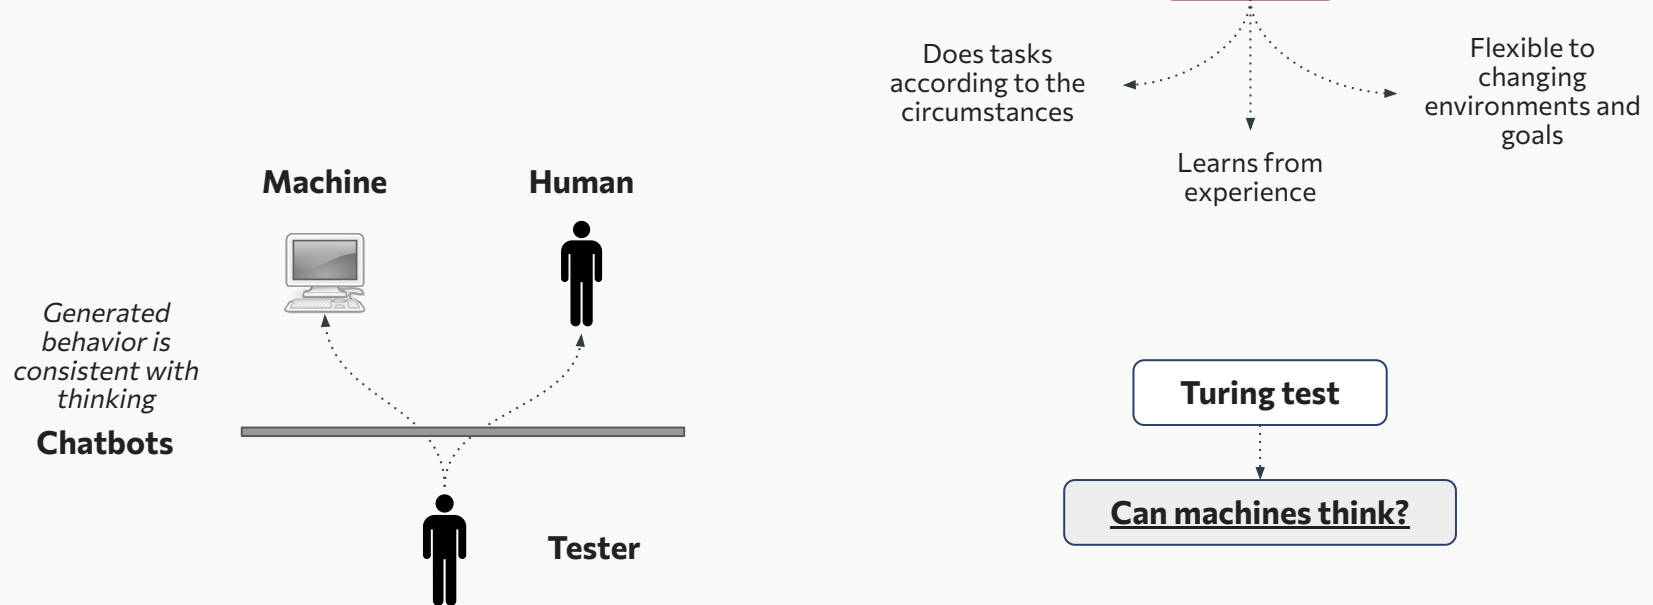 Does tasks
according to the
circumstances
Learns from
experience
Flexible to
changing
environments and
goals
Machine
Human
Generated
behavior is
consistent with
thinking
Chatbots
Tester
Turing test
Can machines think?